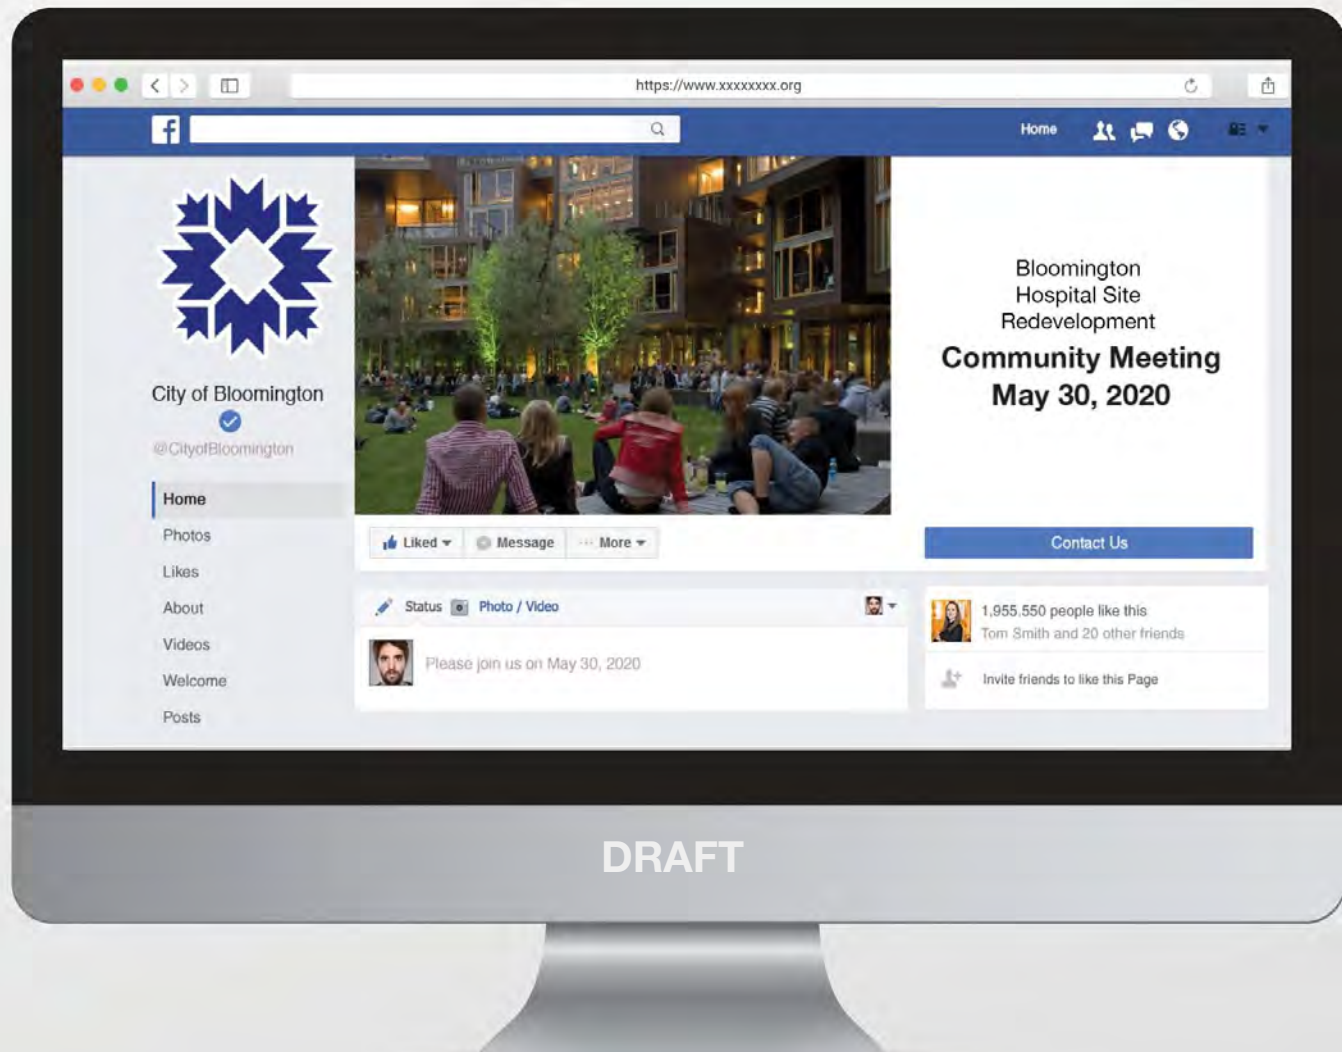 https://www.xxxxxxxx.org
Home
City of Bloomington
@CityofBloomington
Home
Photos
Likes
About
Videos
Welcome
Posts
Bloomington
Hospital Site
Redevelopment
Community Meeting
May 30, 2020
Liked
Message
··· More
Contact Us
Status Photo / Video
Please join us on May 30, 2020
1.955.550 people like this
Tom Smith and 20 other friends
Invite friends to like this Page
DRAFT